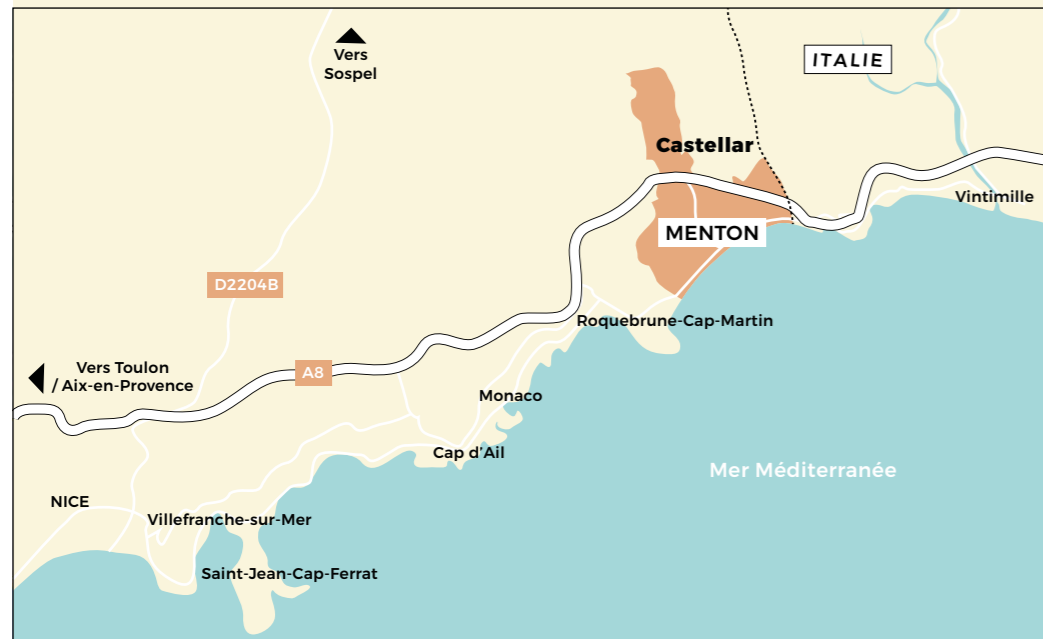 Vers
Sospel
ITALIE
Castellar
Vintimille
MENTON
D2204B
Roquebrune-Cap-Martin
Vers Toulon
/ Aix-en-Provence
A8
Monaco
Cap d'Ail
Mer Méditerranée
NICE
Villefranche-sur-Mer
Saint-Jean-Cap-Ferrat